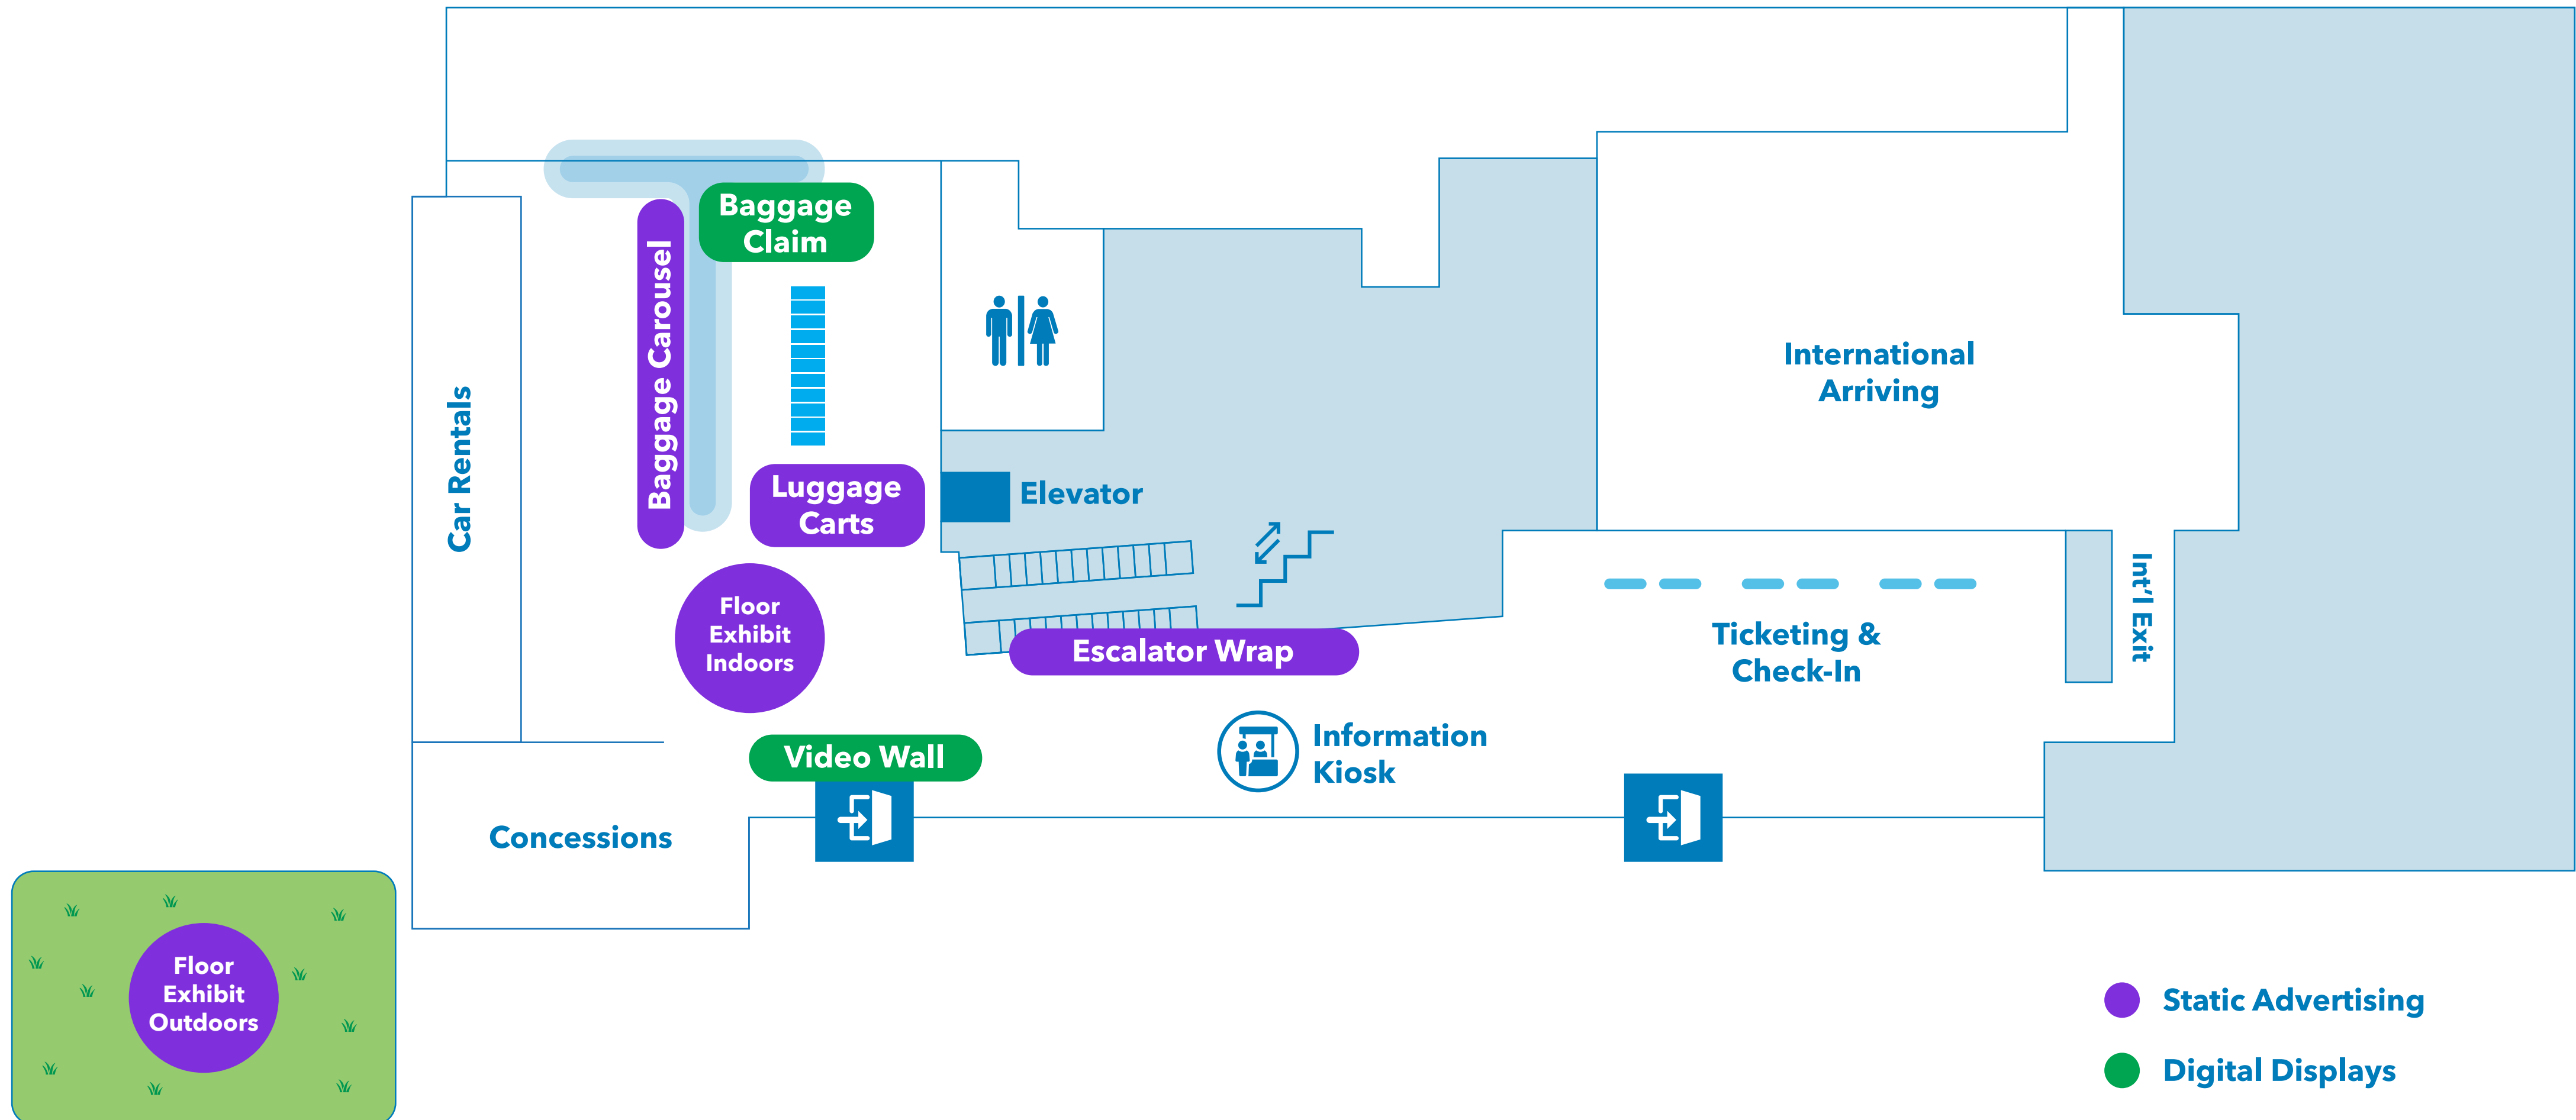 Baggage
Claim
Baggage Carousel
Car Rentals
Luggage
Carts
Elevator
International
Arriving
Floor
Exhibit
Indoors
Escalator Wrap
Ticketing &
Check-In
Int'l Exit
Video Wall
Information
Kiosk
Concessions
Floor
Exhibit
Outdoors
Static Advertising
Digital Displays